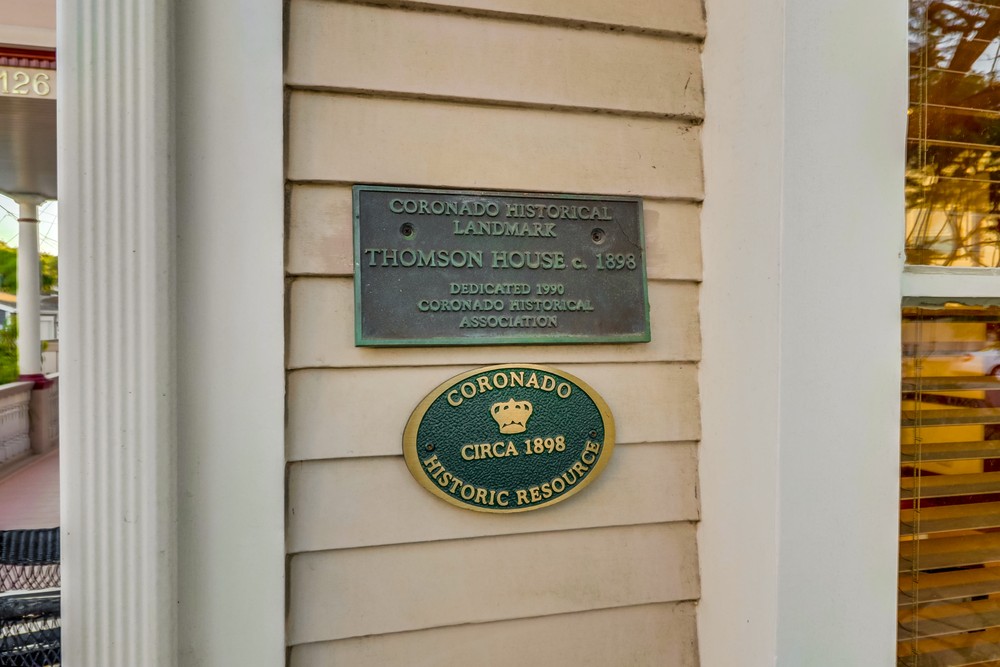 126
CORONADO HISTORICAL
LANDMARK
THOMSON HOUSE c. 1898
DEDICATED 1990
CORONADO HISTORICAL
ASSOCIATION
CORONADO
CIRCA 1898
HISTORIC RESOURCE